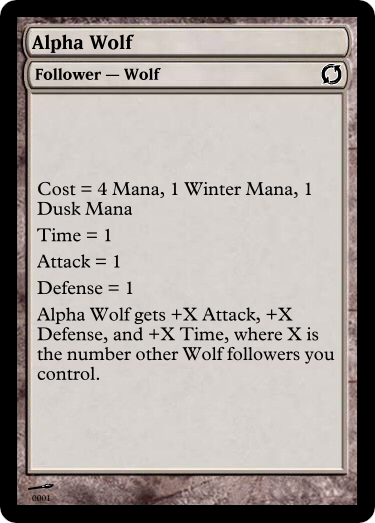 Alpha Wolf
Follower — Wolf
Cost = 4 Mana, 1 Winter Mana, 1
Dusk Mana
Time = 1
Attack = 1
Defense = 1
Alpha Wolf gets +X Attack, +X
Defense, and +X Time, where X is
the number other Wolf followers you
control.
0001